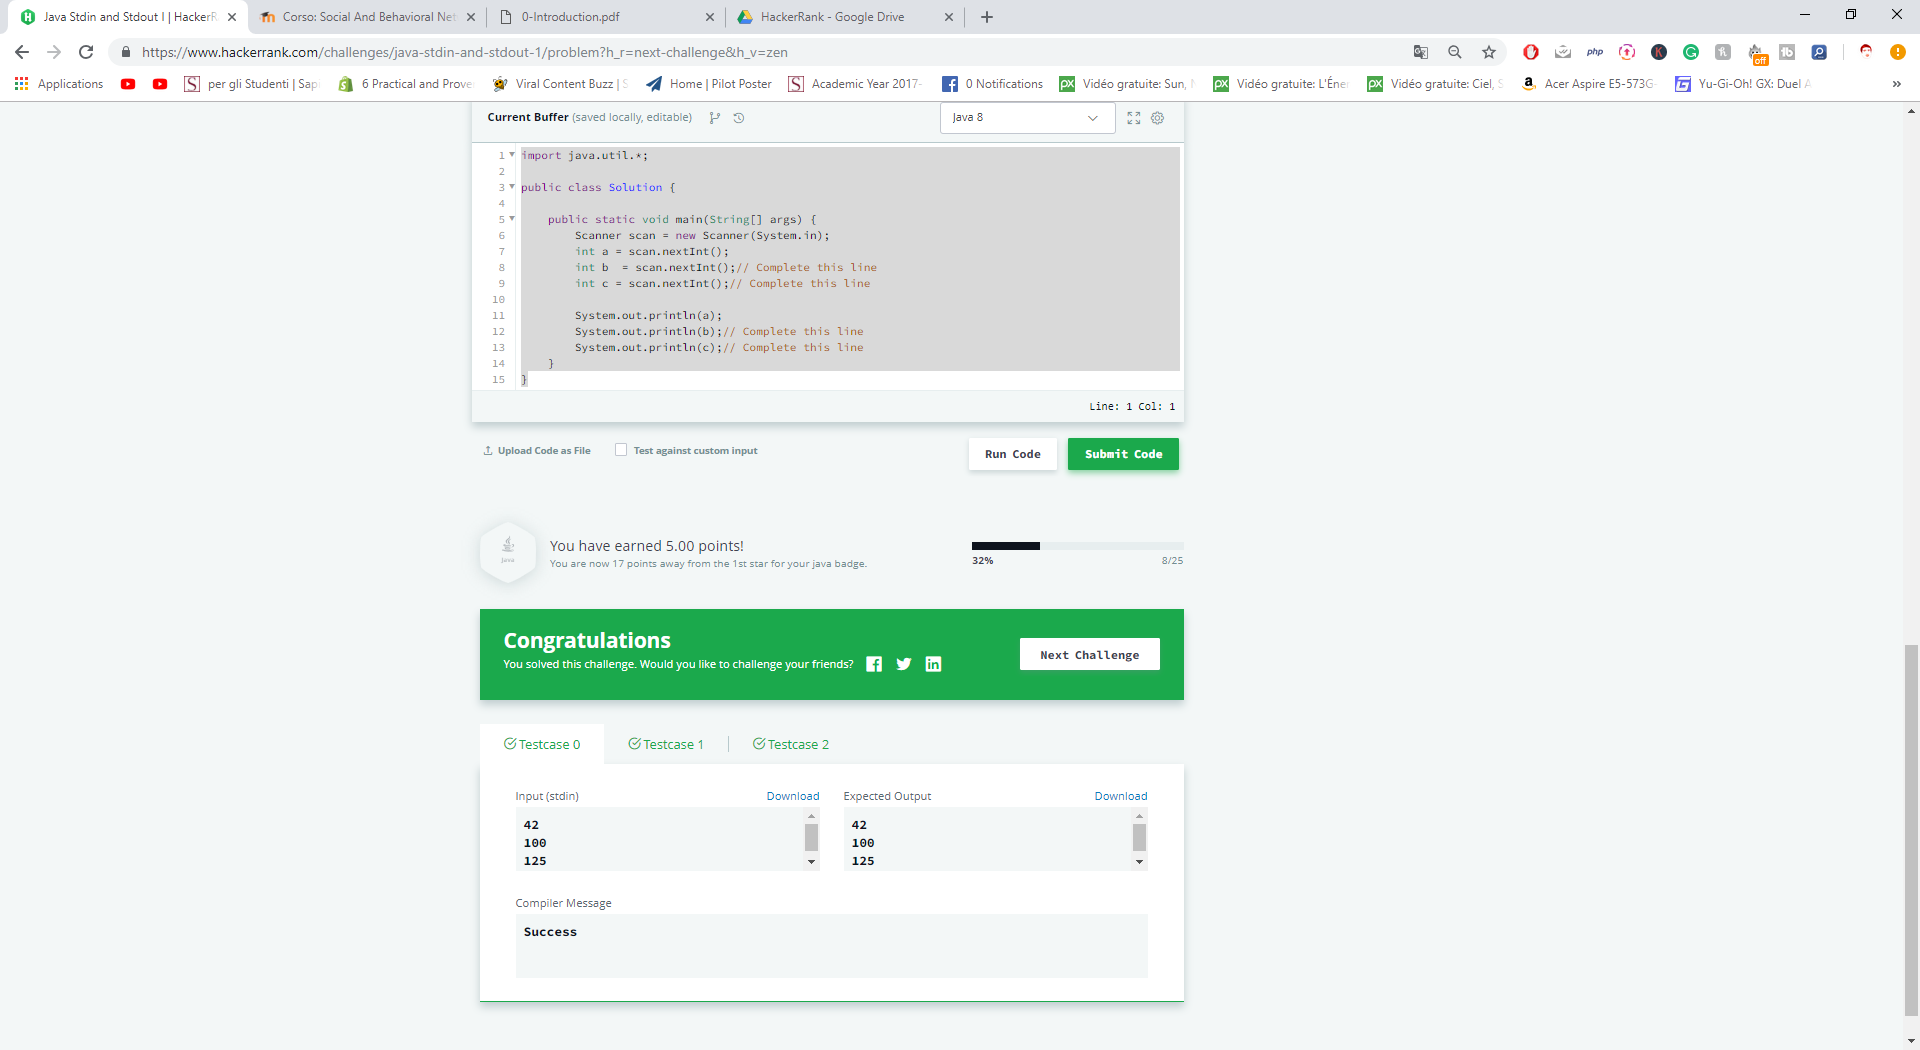 Java Stdin and Stdout I | HackerR
Corso: Social And Behavioral Net
0-Introduction.pdf
HackerRank - Google Drive
https://www.hackerrank.com/challenges/java-stdin-and-stdout-1/problem?h_r=next-challenge&h_v=zen
php
K
off
tb
Applications
S per gli Studenti | Sap
6 Practical and Prove
Viral Content Buzz | S
Home | Pilot Poster
S Academic Year 2017-
0 Notifications
px Vidéo gratuite: Sun,
px Vidéo gratuite: L'Éne
px Vidéo gratuite: Ciel, S
Acer Aspire E5-573G-
Yu-Gi-Oh! GX: Duel A
»
Current Buffer (saved locally, editable)
Java 8
1 import java.util.*;
2
3 public class Solution {
4
5 public static void main(String[] args) {
6 Scanner scan = new Scanner(System.in);
7 int a = scan.nextInt();
8 int b  = scan.nextInt();// Complete this line
9 int c = scan.nextInt();// Complete this line
10
11 System.out.println(a);
12 System.out.println(b);// Complete this line
13 System.out.println(c);// Complete this line
14 }
15 }
Line: 1 Col: 1
Upload Code as File
Test against custom input
Run Code
Submit Code
Java
You have earned 5.00 points!
You are now 17 points away from the 1st star for your java badge.
32%
8/25
Congratulations
You solved this challenge. Would you like to challenge your friends?
Next Challenge
Testcase 0
Testcase 1
Testcase 2
Input (stdin)
Download
42
100
125
Expected Output
Download
42
100
125
Compiler Message
Success